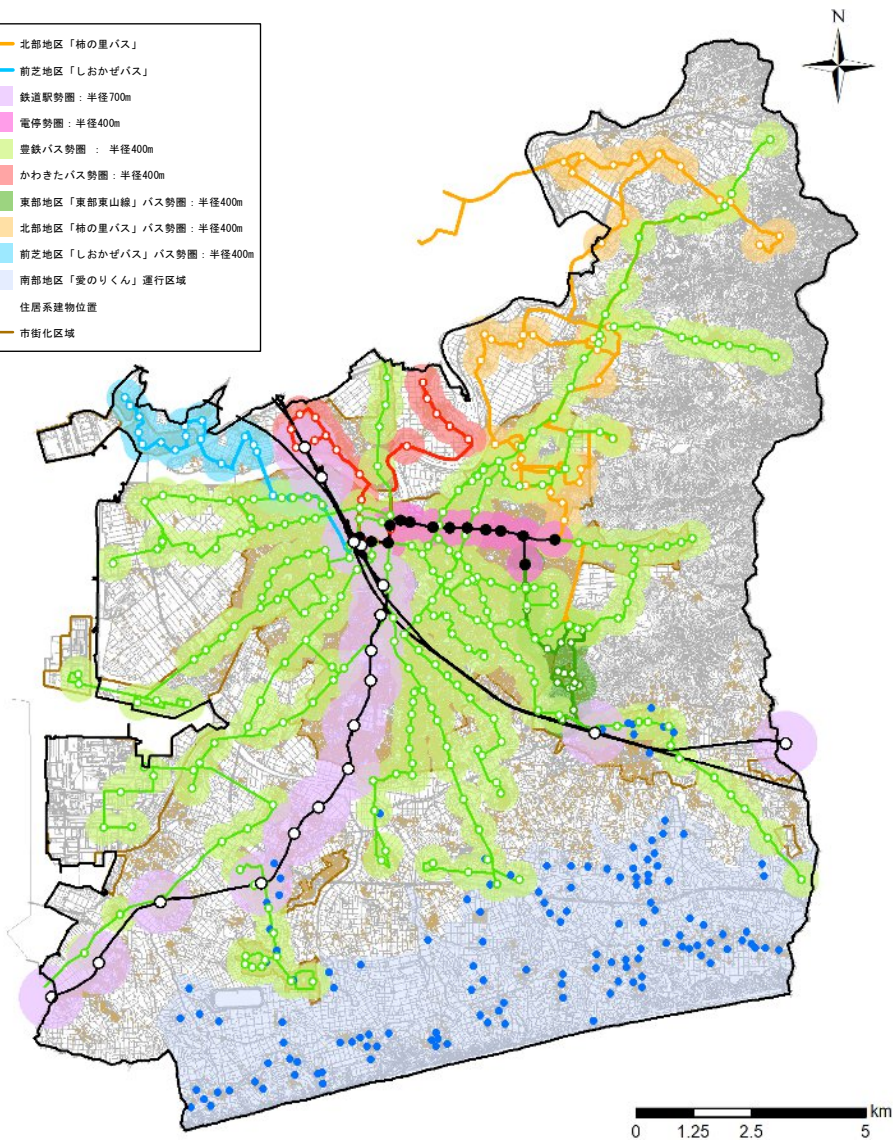 北部地区「柿の里バス」
前芝地区「しおかぜバス」
鉄道駅勢圏：半径700m
電停勢圏：半径400m
豊鉄バス勢圏 ： 半径400m
かわきたバス勢圏：半径400m
東部地区「東部東山線」バス勢圏：半径400m
北部地区「柿の里バス」バス勢圏：半径400m
前芝地区「しおかぜバス」バス勢圏：半径400m
南部地区「愛のりくん」運行区域
住居系建物位置
市街化区域
N
km
0 1.25 2.5 5